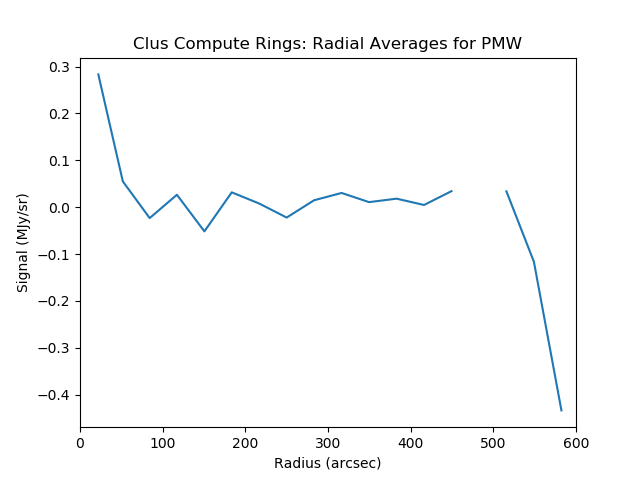 Clus Compute Rings: Radial Averages for PMW
0.3
0.2
0.1
0.0
−0.1
−0.2
−0.3
−0.4
Signal (MJy/sr)
0 100 200 300 400 500 600
Radius (arcsec)